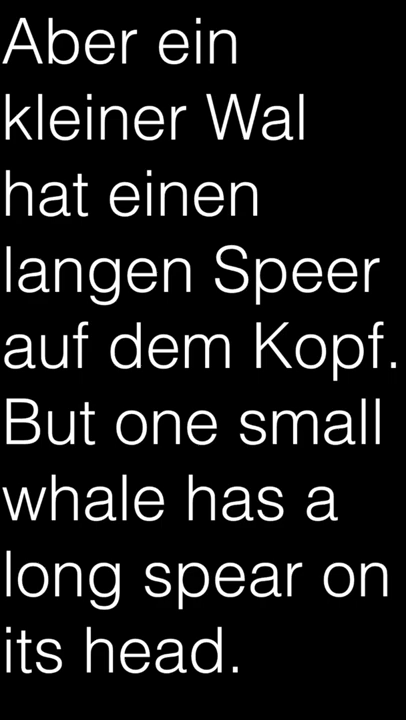 Aber ein
kleiner Wal
hat einen
langen Speer
auf dem Kopf.
But one small
whale has a
long spear on
its head.